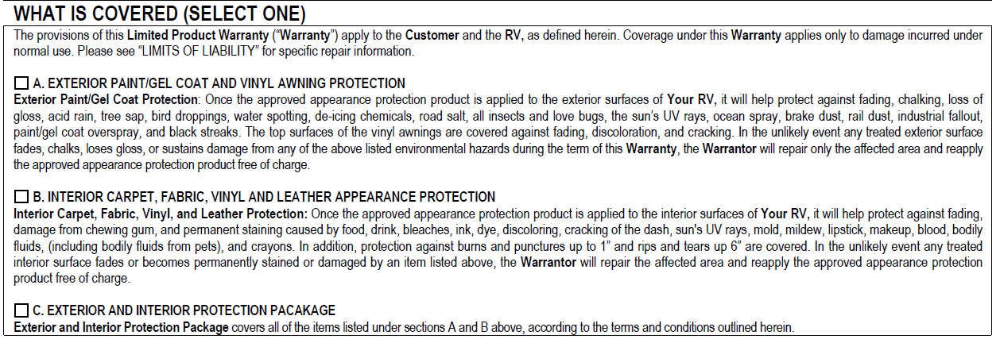 WHAT IS COVERED (SELECT ONE)
The provisions of this Limited Product Warranty (“Warranty”) apply to the Customer and the RV, as defined herein. Coverage under this Warranty applies only to damage incurred under
normal use. Please see “LIMITS OF LIABILITY” for specific repair information.
☐ A. EXTERIOR PAINT/GEL COAT AND VINYL AWNING PROTECTION
Exterior Paint/Gel Coat Protection: Once the approved appearance protection product is applied to the exterior surfaces of Your RV, it will help protect against fading, chalking, loss of
gloss, acid rain, tree sap, bird droppings, water spotting, de-icing chemicals, road salt, all insects and love bugs, the sun’s UV rays, ocean spray, brake dust, rail dust, industrial fallout,
paint/gel coat overspray, and black streaks. The top surfaces of the vinyl awnings are covered against fading, discoloration, and cracking. In the unlikely event any treated exterior surface
fades, chalks, loses gloss, or sustains damage from any of the above listed environmental hazards during the term of this Warranty, the Warrantor will repair only the affected area and reapply
the approved appearance protection product free of charge.
☐ B. INTERIOR CARPET, FABRIC, VINYL AND LEATHER APPEARANCE PROTECTION
Interior Carpet, Fabric, Vinyl, and Leather Protection: Once the approved appearance protection product is applied to the interior surfaces of Your RV, it will help protect against fading,
damage from chewing gum, and permanent staining caused by food, drink, bleaches, ink, dye, discoloring, cracking of the dash, sun's UV rays, mold, mildew, lipstick, makeup, blood, bodily
fluids, (including bodily fluids from pets), and crayons. In addition, protection against burns and punctures up to 1” and rips and tears up 6” are covered. In the unlikely event any treated
interior surface fades or becomes permanently stained or damaged by an item listed above, the Warrantor will repair the affected area and reapply the approved appearance protection
product free of charge.
☐ C. EXTERIOR AND INTERIOR PROTECTION PACAKAGE
Exterior and Interior Protection Package covers all of the items listed under sections A and B above, according to the terms and conditions outlined herein.